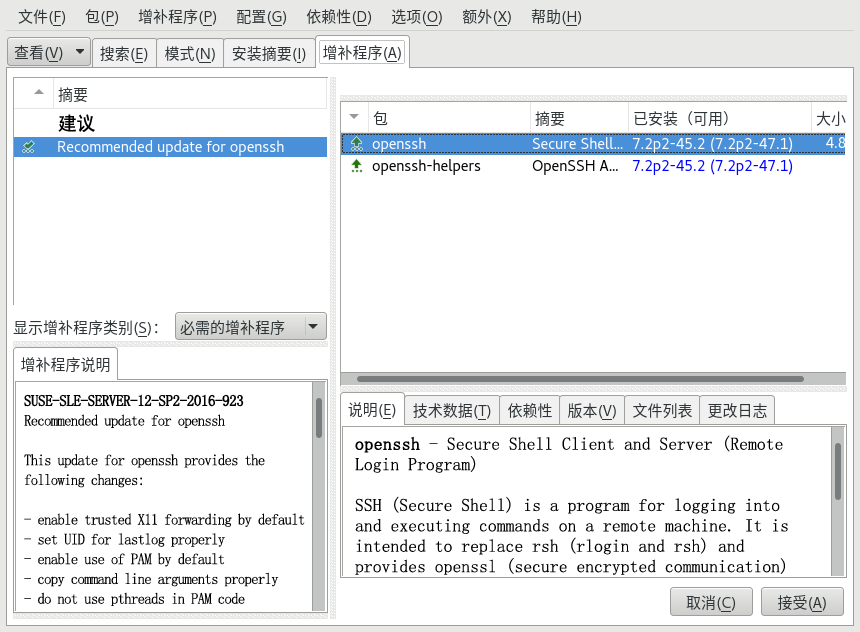 文件(F) 包(P) 增补程序(P) 配置(G) 依赖性(D) 选项(O) 额外(X) 帮助(H)
查看(V) 搜索(E) 模式(N) 安装摘要(I) 增补程序(A)
摘要
建议
Recommended update for openssh
显示增补程序类别(S)： 必需的增补程序
增补程序说明
SUSE-SLE-SERVER-12-SP2-2016-923
Recommended update for openssh
This update for openssh provides the
following changes:
- enable trusted X11 forwarding by default
- set UID for lastlog properly
- enable use of PAM by default
- copy command line arguments properly
- do not use pthreads in PAM code
包 摘要 已安装（可用） 大小
openssh Secure Shell... 7.2p2-45.2 (7.2p2-47.1) 4.8
openssh-helpers OpenSSH A... 7.2p2-45.2 (7.2p2-47.1)
说明(E) 技术数据(T) 依赖性 版本(V) 文件列表 更改日志
openssh - Secure Shell Client and Server (Remote
Login Program)
SSH (Secure Shell) is a program for logging into
and executing commands on a remote machine. It is
intended to replace rsh (rlogin and rsh) and
provides openssl (secure encrypted communication)
取消(C) 接受(A)